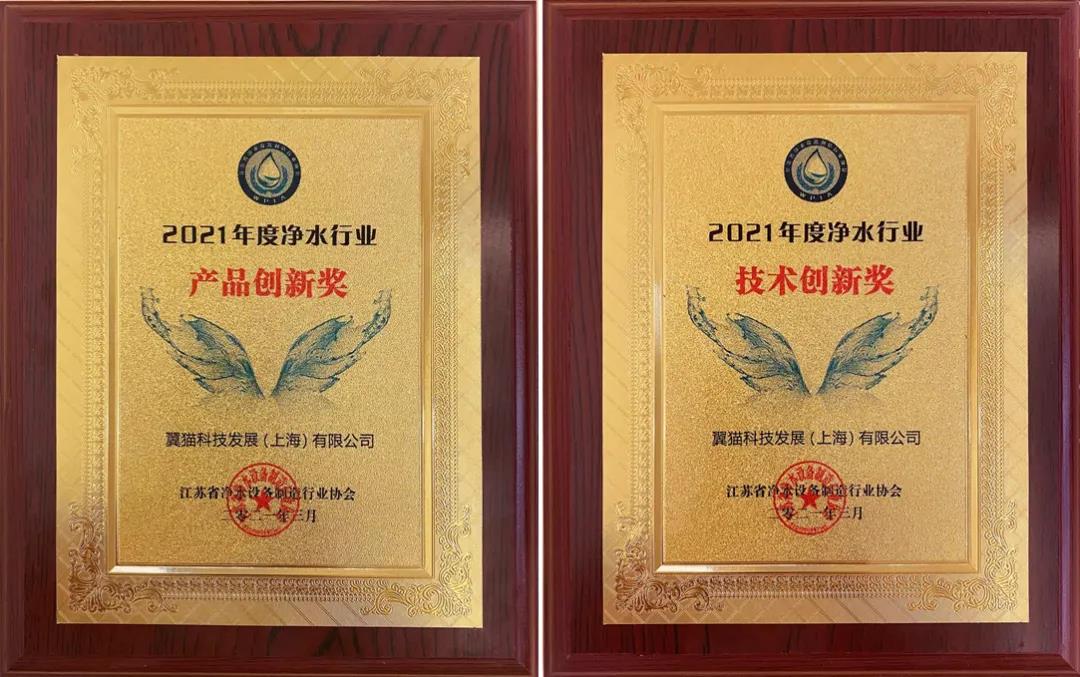 WPIA
2021年度净水行业
产品创新奖
翼猫科技发展（上海）有限公司
江苏省净水设备制造行业协会
二零二一年三月
WPIA
2021年度净水行业
技术创新奖
翼猫科技发展（上海）有限公司
江苏省净水设备制造行业协会
二零二一年三月